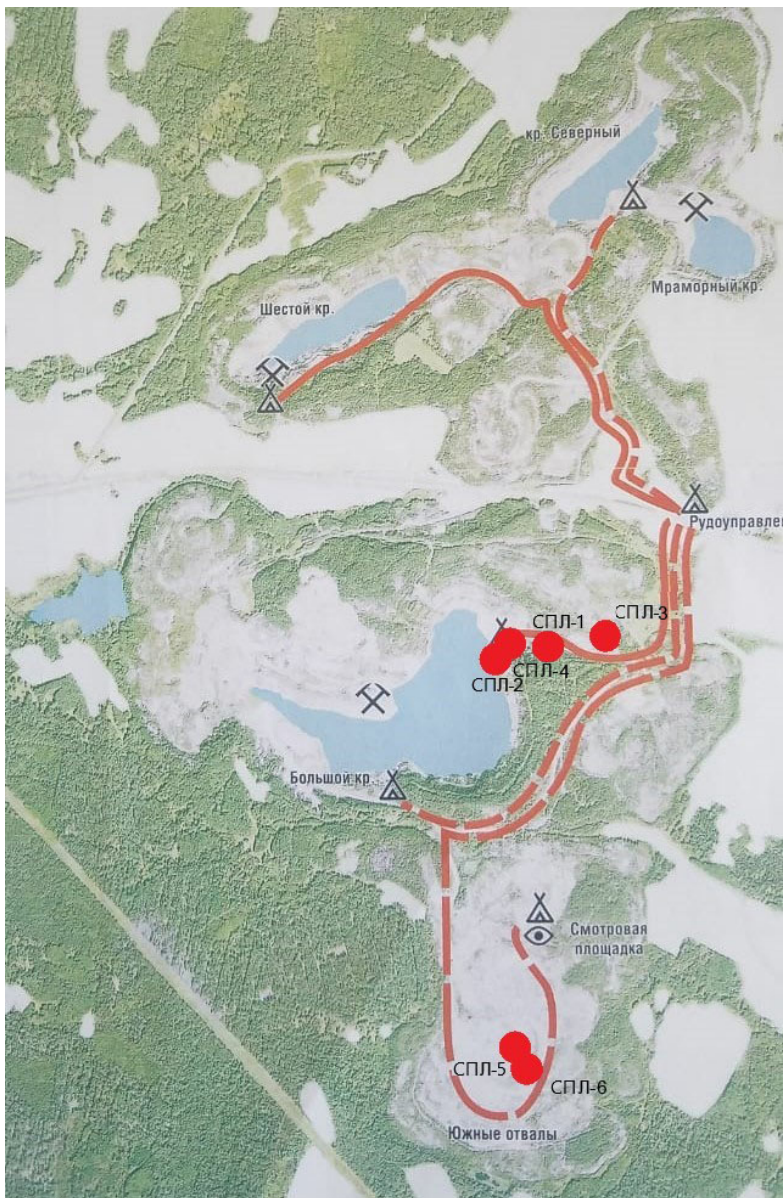 кр. Северный
Мраморный кр.
Шестой кр.
Рудоуправлен
СПЛ-3
СПЛ-1
СПЛ-4
СПЛ-2
Большой кр.
Смотровая
площадка
СПЛ-5
СПЛ-6
Южные отвалы